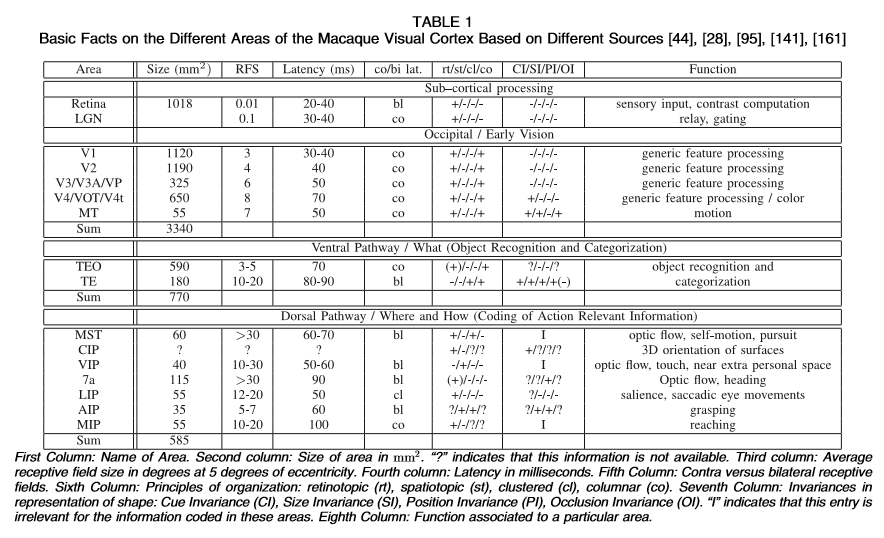 TABLE 1
Basic Facts on the Different Areas of the Macaque Visual Cortex Based on Different Sources [44], [28], [95], [141], [161]
Area Size (mm²) RFS Latency (ms) co/bi lat. rt/st/cl/co CI/SI/PI/OI Function
Sub–cortical processing
Retina 1018 0.01 20-40 bl +/-/-/- -/-/-/- sensory input, contrast computation
LGN 0.1 30-40 co +/-/-/- -/-/-/- relay, gating
Occipital / Early Vision
V1 1120 3 30-40 co +/-/-/+ -/-/-/- generic feature processing
V2 1190 4 40 co +/-/-/+ -/-/-/- generic feature processing
V3/V3A/VP 325 6 50 co +/-/-/+ -/-/-/- generic feature processing
V4/VOT/V4t 650 8 70 co +/-/-/+ +/-/-/- generic feature processing / color
MT 55 7 50 co +/-/-/+ +/+/-/+ motion
Sum 3340
Ventral Pathway / What (Object Recognition and Categorization)
TEO 590 3-5 70 co (+)/-/-/+ ?/-/-/? object recognition and
TE 180 10-20 80-90 bl -/-/+/+ +/+/+/+(-) categorization
Sum 770
Dorsal Pathway / Where and How (Coding of Action Relevant Information)
MST 60 >30 60-70 bl +/-/+/- I optic flow, self-motion, pursuit
CIP ? ? ? +/-/?/? +/?/?/? 3D orientation of surfaces
VIP 40 10-30 50-60 bl -/+/-/- I optic flow, touch, near extra personal space
7a 115 >30 90 bl (+)/-/-/- ?/?/+/? Optic flow, heading
LIP 55 12-20 50 cl +/-/-/- ?/-/-/- salience, saccadic eye movements
AIP 35 5-7 60 bl ?/+/+/? ?/+/+/? grasping
MIP 55 10-20 100 co +/-/?/? I reaching
Sum 585
First Column: Name of Area. Second column: Size of area in mm². “?” indicates that this information is not available. Third column: Average
receptive field size in degrees at 5 degrees of eccentricity. Fourth column: Latency in milliseconds. Fifth Column: Contra versus bilateral receptive
fields. Sixth Column: Principles of organization: retinotopic (rt), spatiotopic (st), clustered (cl), columnar (co). Seventh Column: Invariances in
representation of shape: Cue Invariance (CI), Size Invariance (SI), Position Invariance (PI), Occlusion Invariance (OI). “I” indicates that this entry is
irrelevant for the information coded in these areas. Eighth Column: Function associated to a particular area.